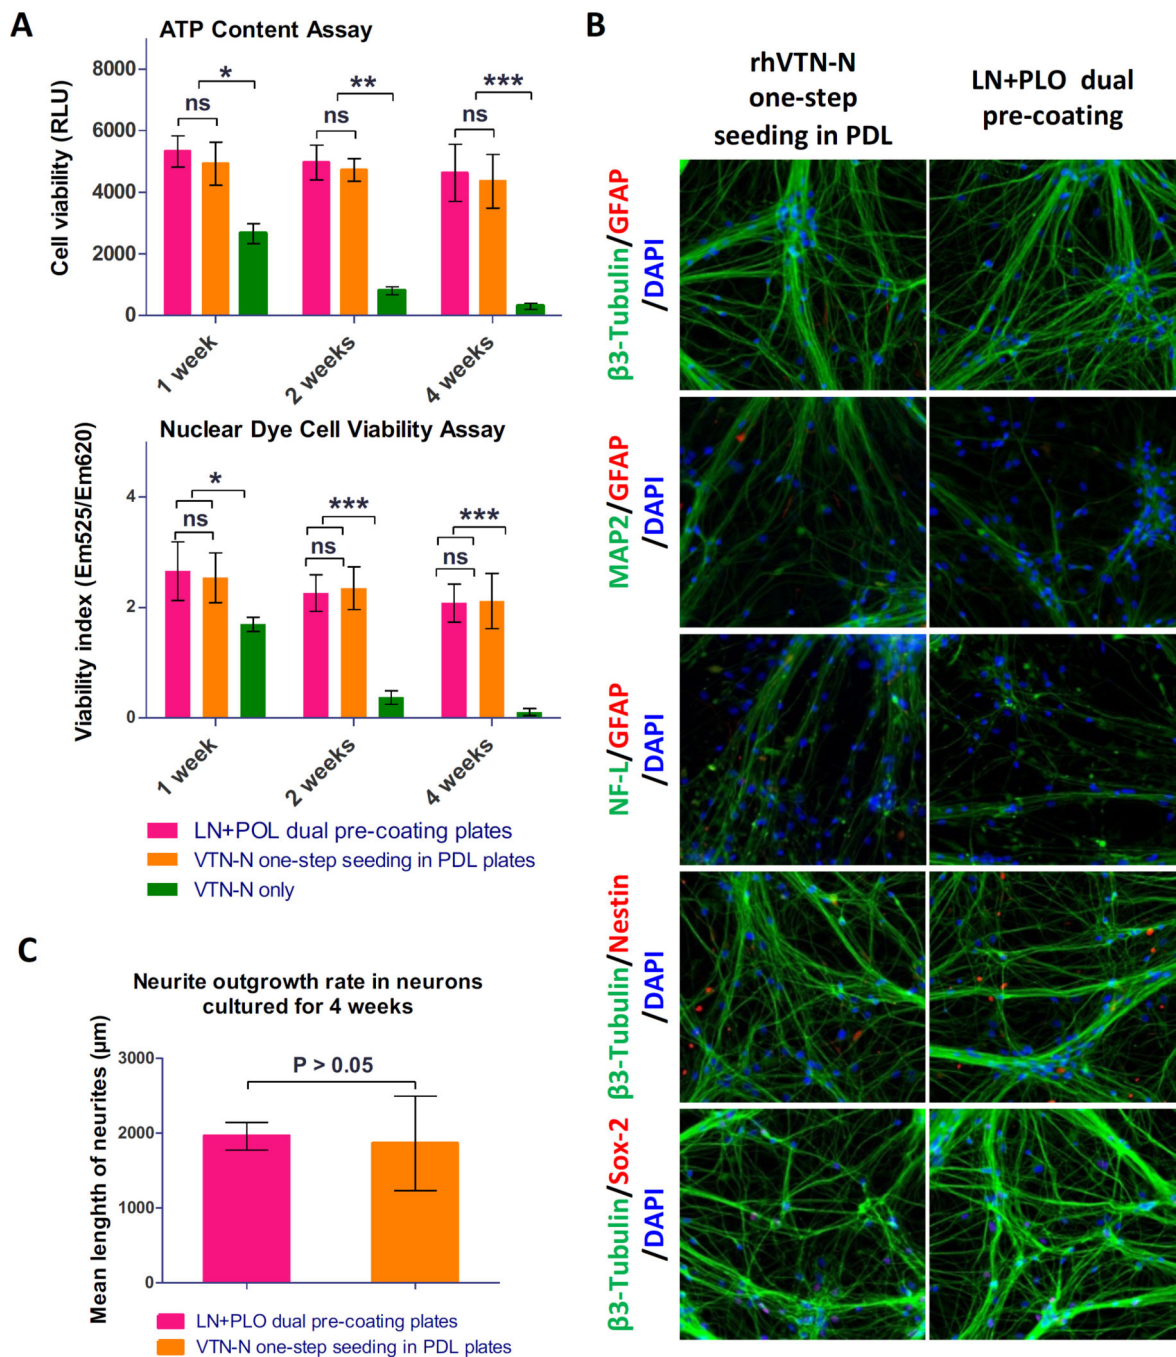 A
ATP Content Assay
Cell viability (RLU)
8000
6000
4000
2000
0
*
ns
**
ns
***
ns
1 week
2 weeks
4 weeks
Nuclear Dye Cell Viability Assay
Viability index (Em525/Em620)
4
2
0
*
ns
***
ns
***
ns
1 week
2 weeks
4 weeks
LN+POL dual pre-coating plates
VTN-N one-step seeding in PDL plates
VTN-N only
B
rhVTN-N
one-step
seeding in PDL
LN+PLO dual
pre-coating
β3-Tubulin/GFAP
/DAPI
MAP2/GFAP
/DAPI
NF-L/GFAP
/DAPI
β3-Tubulin/Nestin
/DAPI
β3-Tubulin/Sox-2
/DAPI
C
Neurite outgrowth rate in neurons
cultured for 4 weeks
Mean lenghth of neurites (μm)
3000
2000
1000
0
P > 0.05
LN+PLO dual pre-coating plates
VTN-N one-step seeding in PDL plates